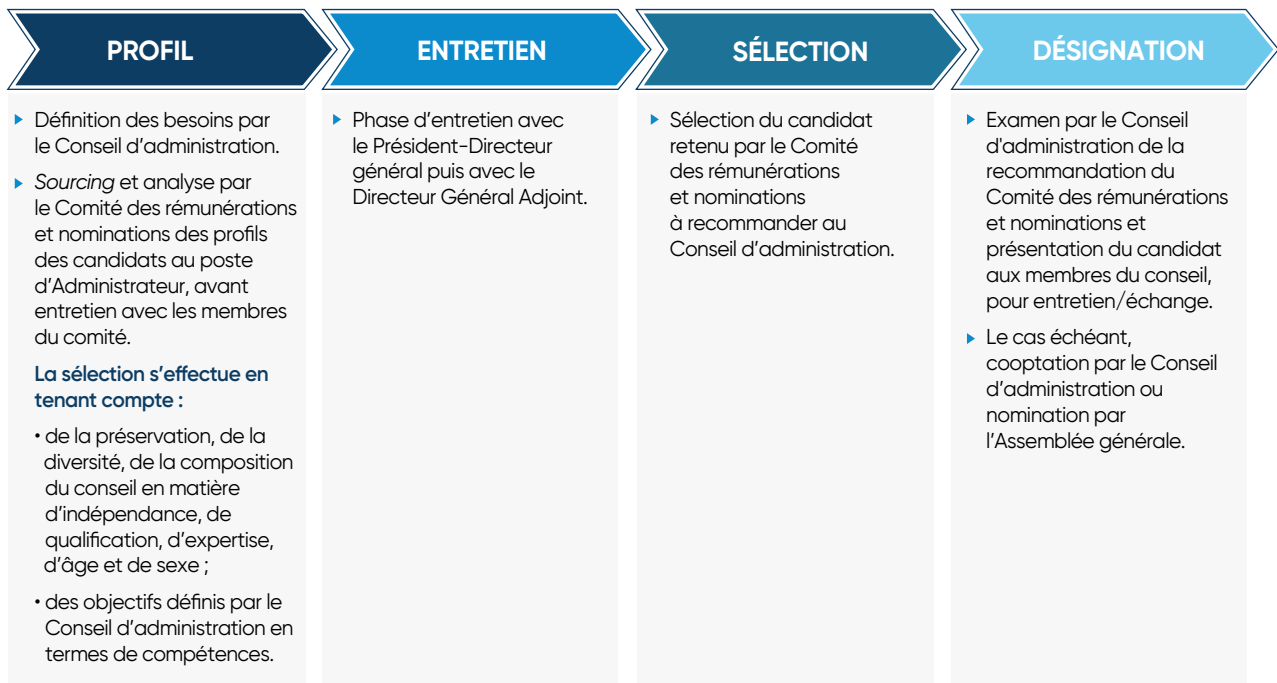 PROFIL
Définition des besoins par
le Conseil d’administration.
Sourcing et analyse par
le Comité des rémunérations
et nominations des profils
des candidats au poste
d’Administrateur, avant
entretien avec les membres
du comité.
La sélection s’effectue en
tenant compte :
• de la préservation, de la
diversité, de la composition
du conseil en matière
d’indépendance, de
qualification, d’expertise,
d’âge et de sexe ;
• des objectifs définis par le
Conseil d’administration en
termes de compétences.
ENTRETIEN
Phase d’entretien avec
le Président-Directeur
général puis avec le
Directeur Général Adjoint.
SÉLECTION
Sélection du candidat
retenu par le Comité
des rémunérations
et nominations
à recommander au
Conseil d’administration.
DÉSIGNATION
Examen par le Conseil
d'administration de la
recommandation du
Comité des rémunérations
et nominations et
présentation du candidat
aux membres du conseil,
pour entretien/échange.
Le cas échéant,
cooptation par le Conseil
d’administration ou
nomination par
l’Assemblée générale.